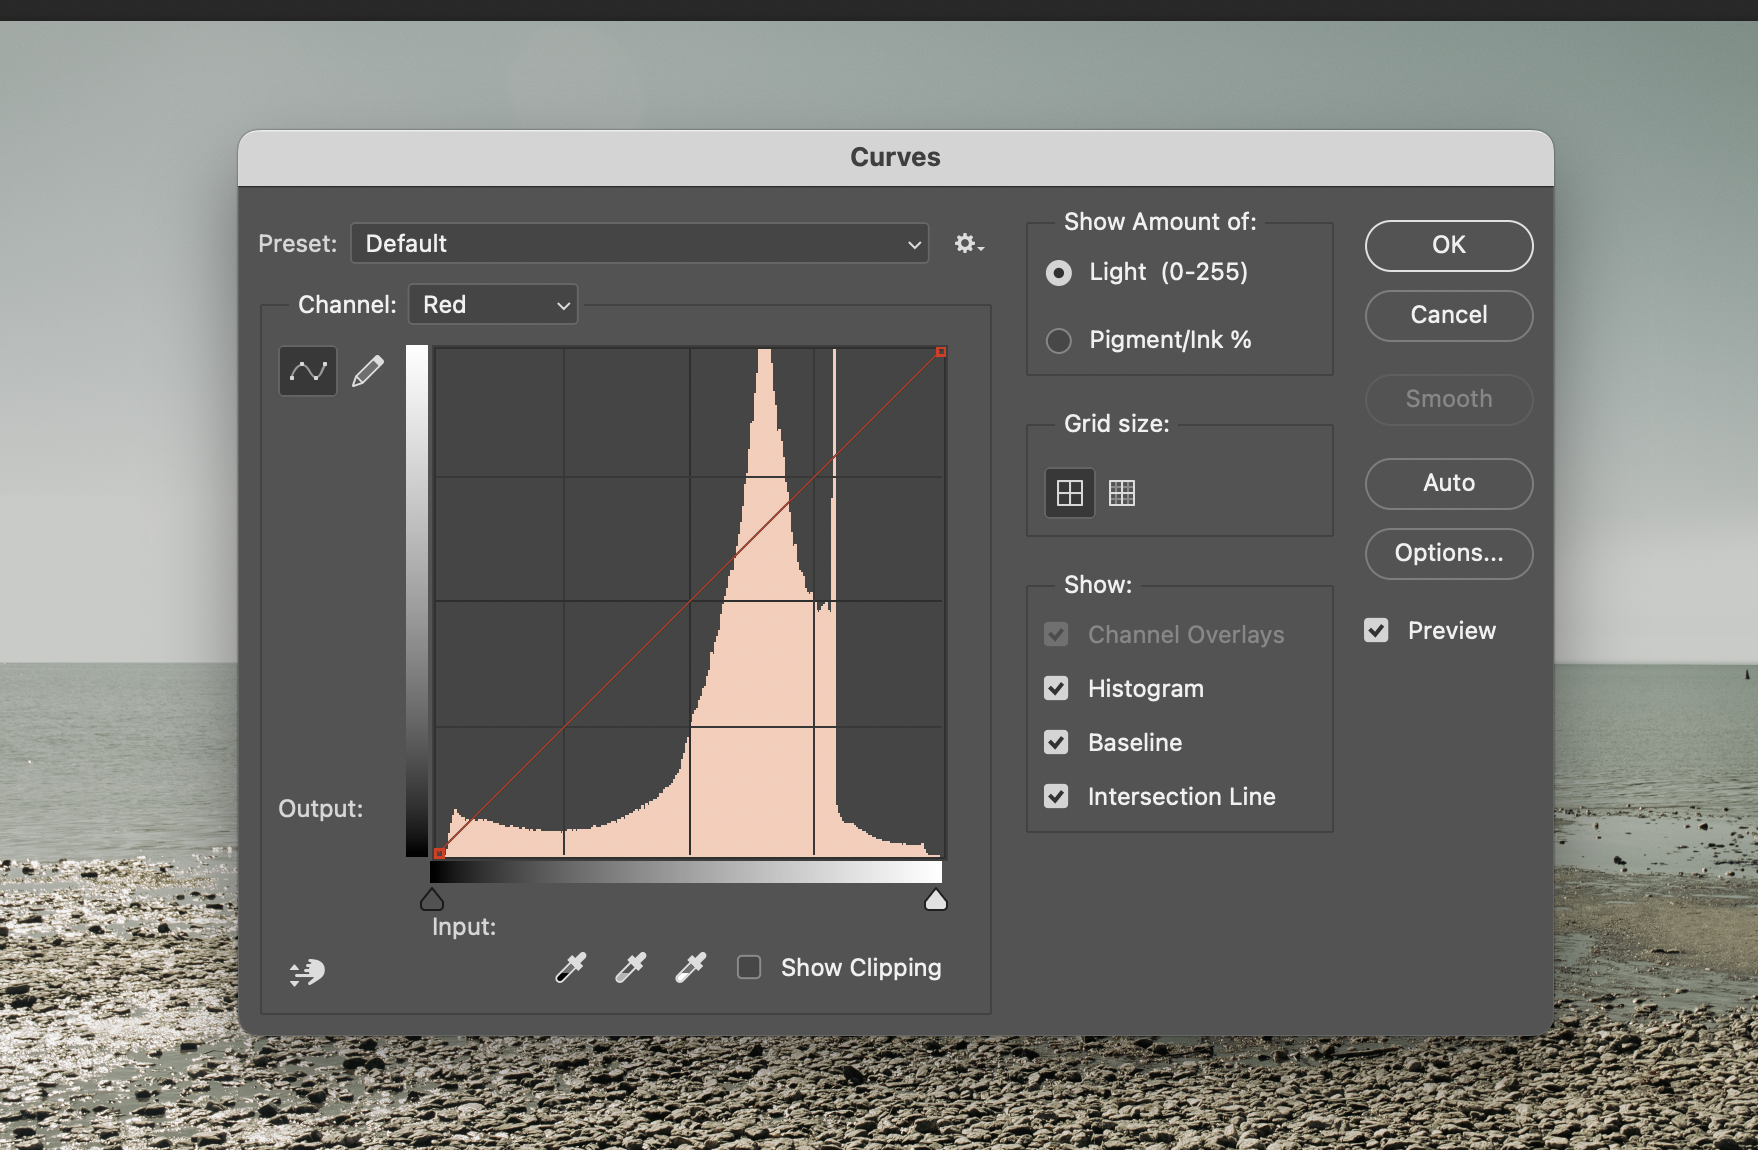 Curves
Preset: Default
Channel: Red
Output:
Input:
Show Clipping
Show Amount of:
Light (0-255)
Pigment/Ink %
Grid size:
Show:
Channel Overlays
Histogram
Baseline
Intersection Line
OK
Cancel
Smooth
Auto
Options...
Preview